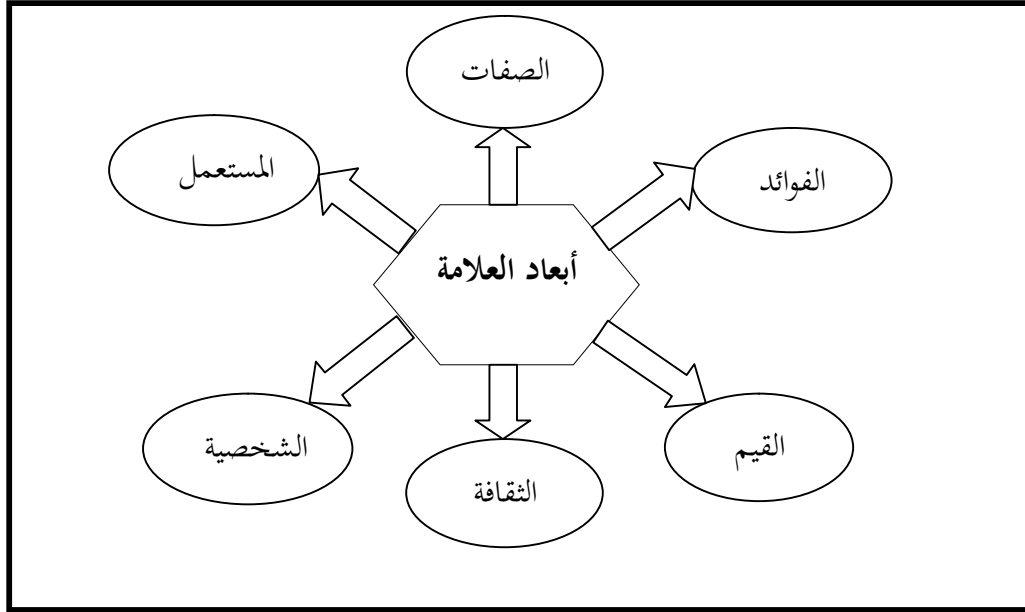 الصفات
الفوائد
المستعمل
أبعاد العلامة
القيم
الشخصية
الثقافة